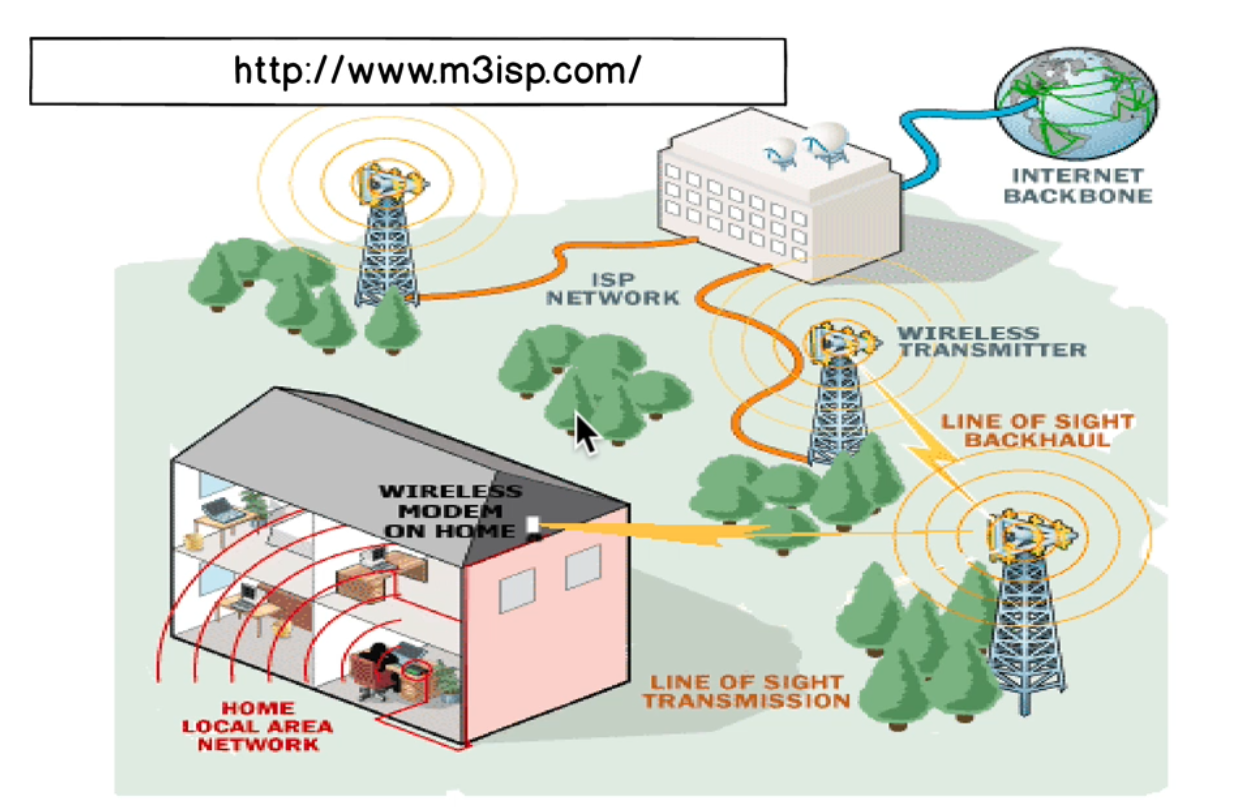 http://www.m3isp.com/
INTERNET
BACKBONE
ISP
NETWORK
WIRELESS
TRANSMITTER
LINE OF SIGHT
BACKHAUL
WIRELESS
MODEM
ON HOME
LINE OF SIGHT
TRANSMISSION
HOME
LOCAL AREA
NETWORK